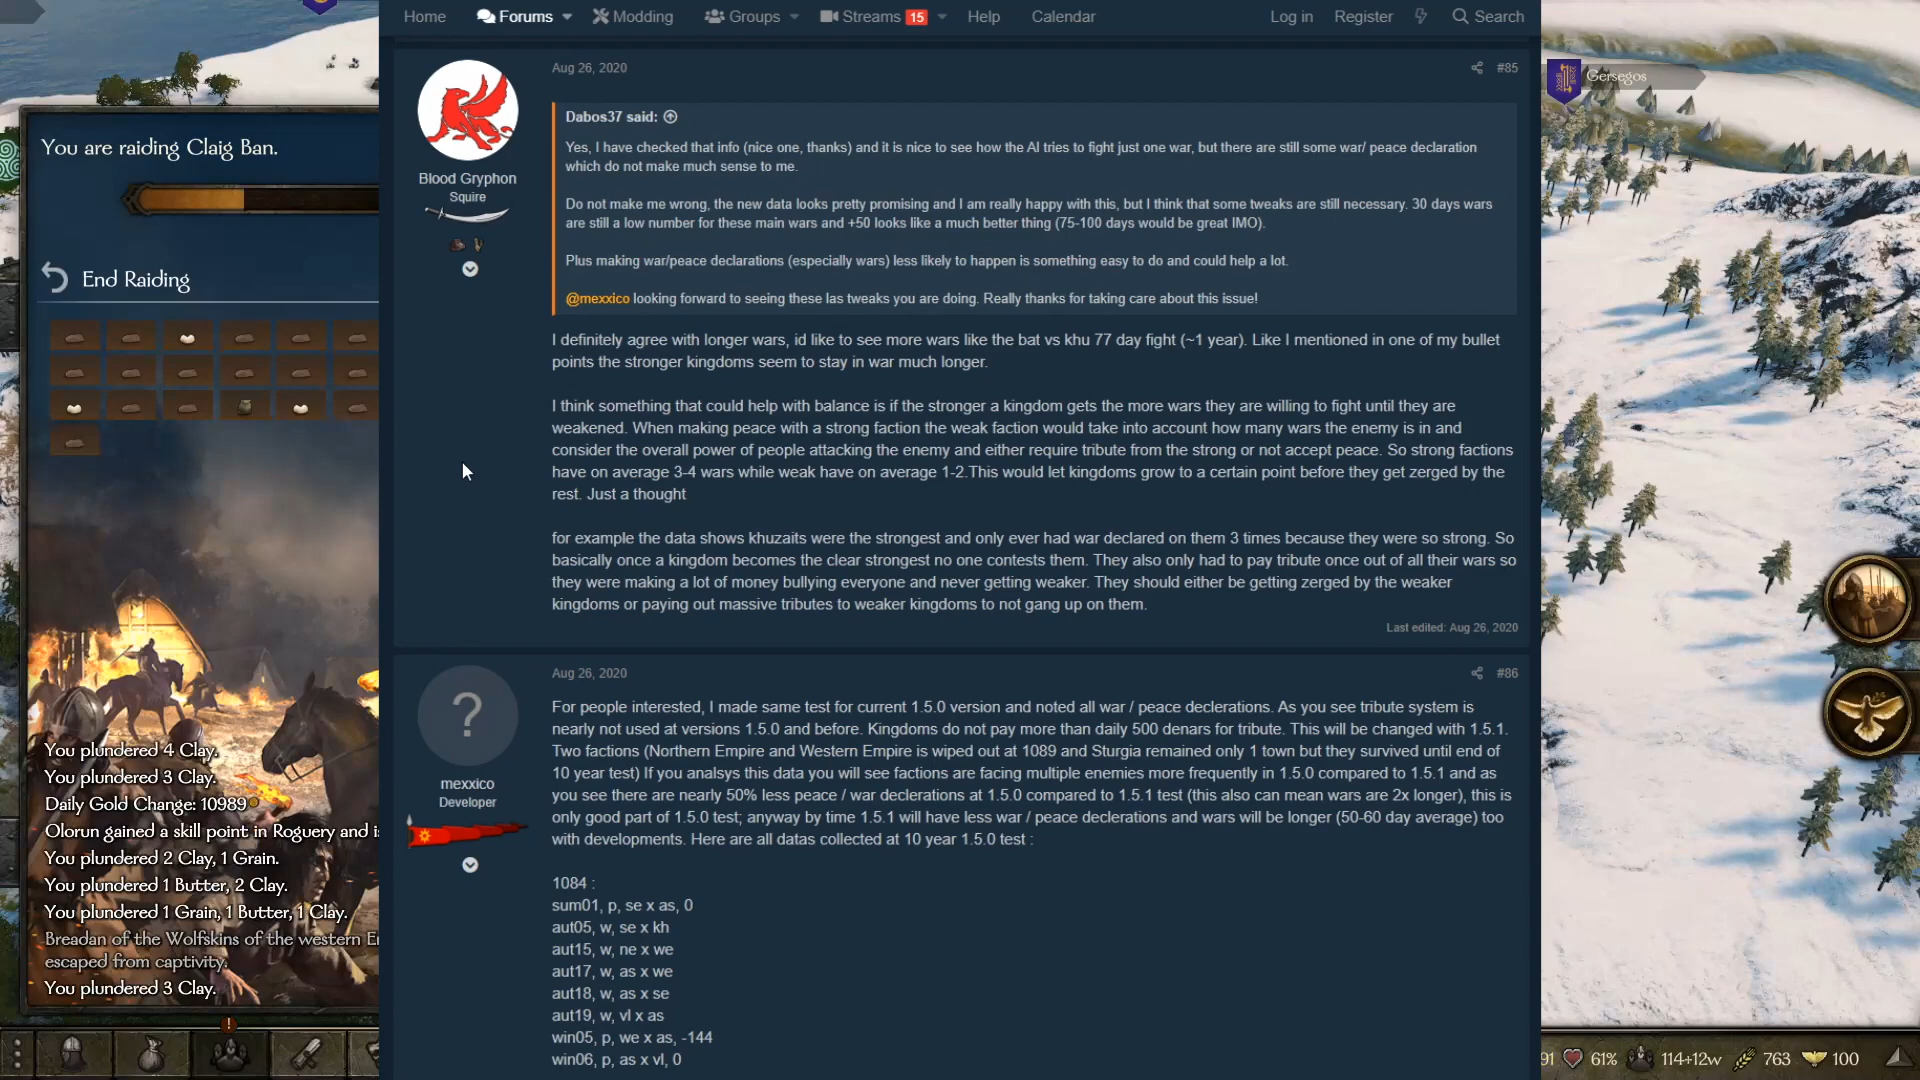 Home Forums Modding Groups Streams 15 Help Calendar Log in Register Search
Aug 26, 2020 #85
Blood Gryphon
Squire
Dabos37 said:
Yes, I have checked that info (nice one, thanks) and it is nice to see how the AI tries to fight just one war, but there are still some war/ peace declaration
which do not make much sense to me.
Do not make me wrong, the new data looks pretty promising and I am really happy with this, but I think that some tweaks are still necessary. 30 days wars
are still a low number for these main wars and +50 looks like a much better thing (75-100 days would be great IMO).
Plus making war/peace declarations (especially wars) less likely to happen is something easy to do and could help a lot.
@mexxico looking forward to seeing these las tweaks you are doing. Really thanks for taking care about this issue!
I definitely agree with longer wars, id like to see more wars like the bat vs khu 77 day fight (~1 year). Like I mentioned in one of my bullet
points the stronger kingdoms seem to stay in war much longer.
I think something that could help with balance is if the stronger a kingdom gets the more wars they are willing to fight until they are
weakened. When making peace with a strong faction the weak faction would take into account how many wars the enemy is in and
consider the overall power of people attacking the enemy and either require tribute from the strong or not accept peace. So strong factions
have on average 3-4 wars while weak have on average 1-2.This would let kingdoms grow to a certain point before they get zerged by the
rest. Just a thought
for example the data shows khuzaits were the strongest and only ever had war declared on them 3 times because they were so strong. So
basically once a kingdom becomes the clear strongest no one contests them. They also only had to pay tribute once out of all their wars so
they were making a lot of money bullying everyone and never getting weaker. They should either be getting zerged by the weaker
kingdoms or paying out massive tributes to weaker kingdoms to not gang up on them.
Last edited: Aug 26, 2020
Aug 26, 2020 #86
?
mexxico
Developer
For people interested, I made same test for current 1.5.0 version and noted all war / peace declerations. As you see tribute system is
nearly not used at versions 1.5.0 and before. Kingdoms do not pay more than daily 500 denars for tribute. This will be changed with 1.5.1.
Two factions (Northern Empire and Western Empire is wiped out at 1089 and Sturgia remained only 1 town but they survived until end of
10 year test) If you analsys this data you will see factions are facing multiple enemies more frequently in 1.5.0 compared to 1.5.1 and as
you see there are nearly 50% less peace / war declerations at 1.5.0 compared to 1.5.1 test (this also can mean wars are 2x longer), this is
only good part of 1.5.0 test; anyway by time 1.5.1 will have less war / peace declerations and wars will be longer (50-60 day average) too
with developments. Here are all datas collected at 10 year 1.5.0 test :
1084 :
sum01, p, se x as, 0
aut05, w, se x kh
aut15, w, ne x we
aut17, w, as x we
aut18, w, as x se
aut19, w, vl x as
win05, p, we x as, -144
win06, p, as x vl, 0
You are raiding Claig Ban.
End Raiding
You plundered 4 Clay.
You plundered 3 Clay.
Daily Gold Change: 10989
Olorun gained a skill point in Roguery and
You plundered 2 Clay, 1 Grain.
You plundered 1 Butter, 2 Clay.
You plundered 1 Grain, 1 Butter, 1 Clay.
Breadan of the Wolfskins of the western
escaped from captivity.
You plundered 3 Clay.
!
Gersegos
91 61% 114+12w 763 100